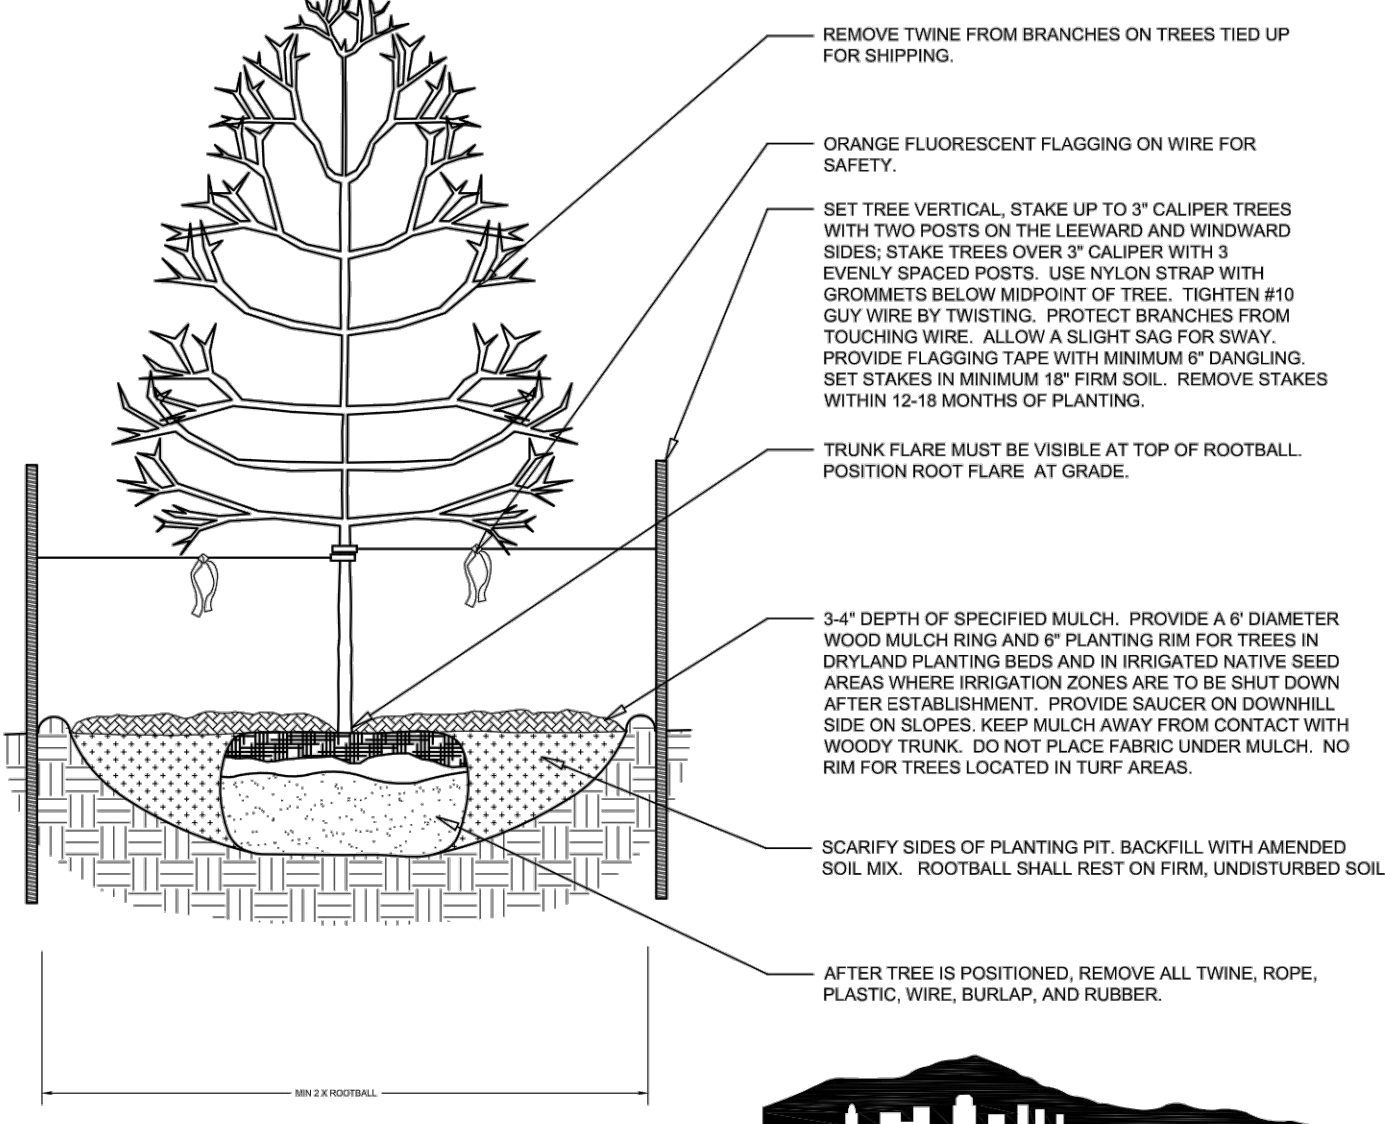 REMOVE TWINE FROM BRANCHES ON TREES TIED UP
FOR SHIPPING.
ORANGE FLUORESCENT FLAGGING ON WIRE FOR
SAFETY.
SET TREE VERTICAL, STAKE UP TO 3" CALIPER TREES
WITH TWO POSTS ON THE LEEWARD AND WINDWARD
SIDES; STAKE TREES OVER 3" CALIPER WITH 3
EVENLY SPACED POSTS. USE NYLON STRAP WITH
GROMMETS BELOW MIDPOINT OF TREE. TIGHTEN #10
GUY WIRE BY TWISTING. PROTECT BRANCHES FROM
TOUCHING WIRE. ALLOW A SLIGHT SAG FOR SWAY.
PROVIDE FLAGGING TAPE WITH MINIMUM 6" DANGLING.
SET STAKES IN MINIMUM 18" FIRM SOIL. REMOVE STAKES
WITHIN 12-18 MONTHS OF PLANTING.
TRUNK FLARE MUST BE VISIBLE AT TOP OF ROOTBALL.
POSITION ROOT FLARE AT GRADE.
3-4" DEPTH OF SPECIFIED MULCH. PROVIDE A 6' DIAMETER
WOOD MULCH RING AND 6" PLANTING RIM FOR TREES IN
DRYLAND PLANTING BEDS AND IN IRRIGATED NATIVE SEED
AREAS WHERE IRRIGATION ZONES ARE TO BE SHUT DOWN
AFTER ESTABLISHMENT. PROVIDE SAUCER ON DOWNHILL
SIDE ON SLOPES. KEEP MULCH AWAY FROM CONTACT WITH
WOODY TRUNK. DO NOT PLACE FABRIC UNDER MULCH. NO
RIM FOR TREES LOCATED IN TURF AREAS.
SCARIFY SIDES OF PLANTING PIT. BACKFILL WITH AMENDED
SOIL MIX. ROOTBALL SHALL REST ON FIRM, UNDISTURBED SOIL
AFTER TREE IS POSITIONED, REMOVE ALL TWINE, ROPE,
PLASTIC, WIRE, BURLAP, AND RUBBER.
MIN 2 X ROOTBALL